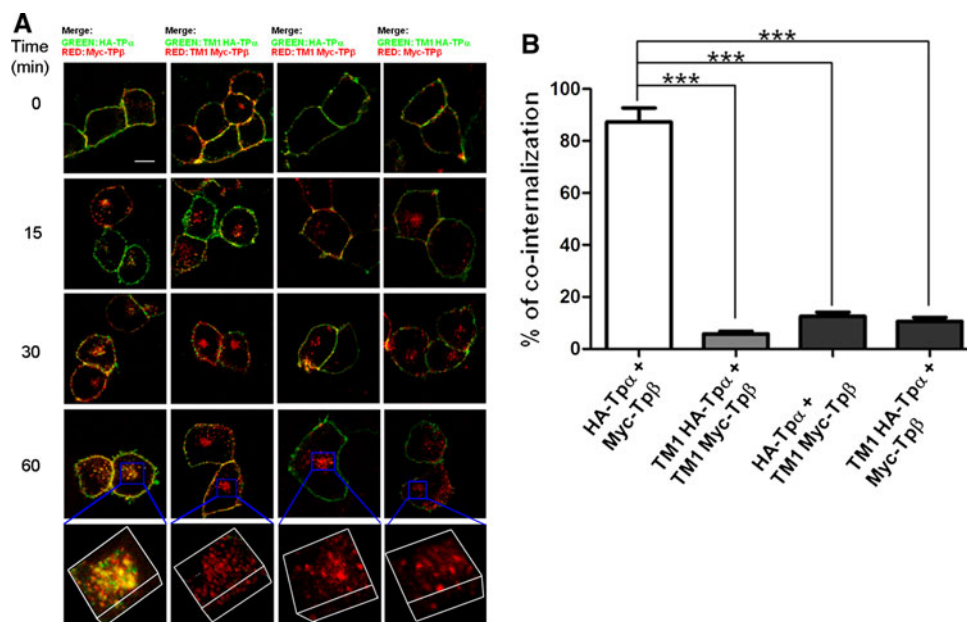 A
Time
(min)
Merge:
GREEN: HA-TPα
RED: Myc-TPβ
Merge:
GREEN: TM1 HA-TPα
RED: TM1 Myc-TPβ
Merge:
GREEN: HA-TPα
RED: TM1 Myc-TPβ
Merge:
GREEN: TM1 HA-TPα
RED: Myc-TPβ
0
15
30
60
B
***
***
***
% of co-internalization
100
80
60
40
20
0
HA-Tpα +
Myc-Tpβ
TM1 HA-Tpα +
TM1 Myc-Tpβ
HA-Tpα +
TM1 Myc-Tpβ
TM1 HA-Tpα +
Myc-Tpβ